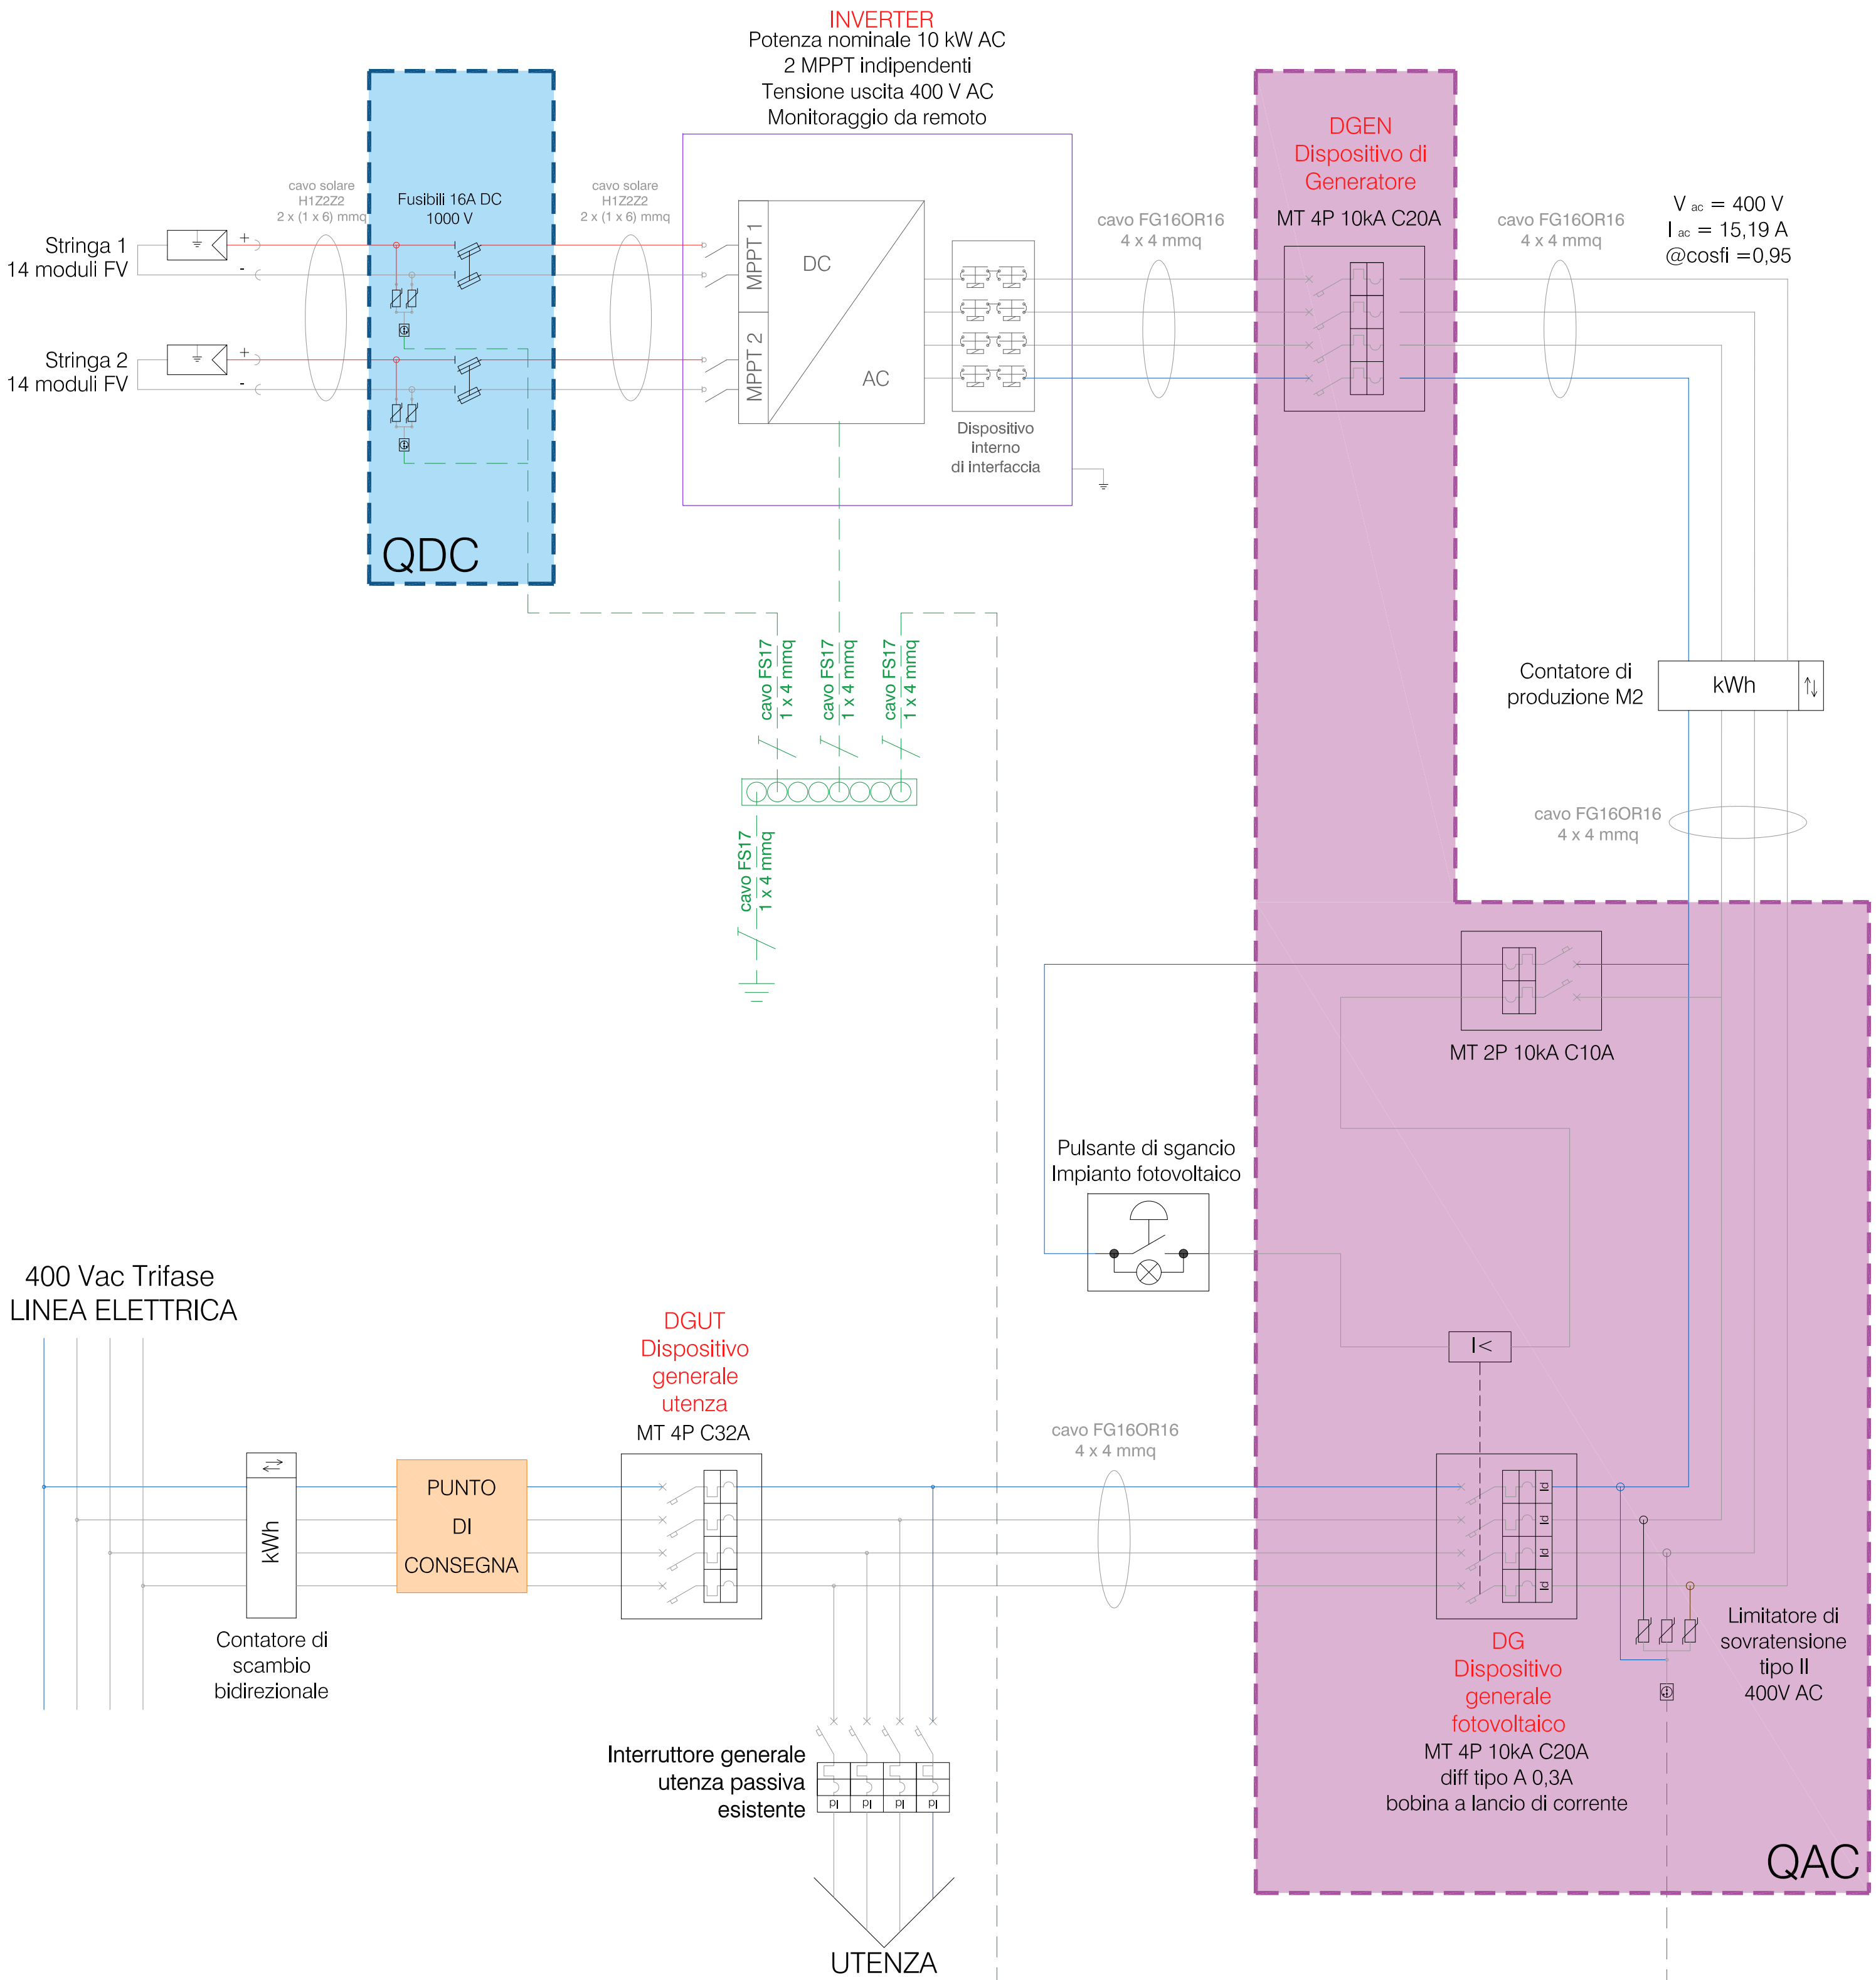 INVERTER
Potenza nominale 10 kW AC
2 MPPT indipendenti
Tensione uscita 400 V AC
Monitoraggio da remoto
DGEN
Dispositivo di
Generatore
MT 4P 10kA C20A
cavo solare
H1Z2Z2
2 x (1 x 6) mmq
Fusibili 16A DC
1000 V
cavo solare
H1Z2Z2
2 x (1 x 6) mmq
cavo FG16OR16
4 x 4 mmq
cavo FG16OR16
4 x 4 mmq
V ac = 400 V
I ac = 15,19 A
@cosfi =0,95
Stringa 1
14 moduli FV
+
-
Stringa 2
14 moduli FV
+
-
MPPT 1
MPPT 2
DC
AC
Dispositivo
interno
di interfaccia
QDC
cavo FS17
1 x 4 mmq
cavo FS17
1 x 4 mmq
cavo FS17
1 x 4 mmq
cavo FS17
1 x 4 mmq
Contatore di
produzione M2
kWh
cavo FG16OR16
4 x 4 mmq
MT 2P 10kA C10A
Pulsante di sgancio
Impianto fotovoltaico
I<
400 Vac Trifase
LINEA ELETTRICA
kWh
Contatore di
scambio
bidirezionale
PUNTO
DI
CONSEGNA
DGUT
Dispositivo
generale
utenza
MT 4P C32A
cavo FG16OR16
4 x 4 mmq
Id
Id
Id
Id
DG
Dispositivo
generale
fotovoltaico
MT 4P 10kA C20A
diff tipo A 0,3A
bobina a lancio di corrente
Limitatore di
sovratensione
tipo II
400V AC
Interruttore generale
utenza passiva
esistente
Id
Id
Id
Id
UTENZA
QAC